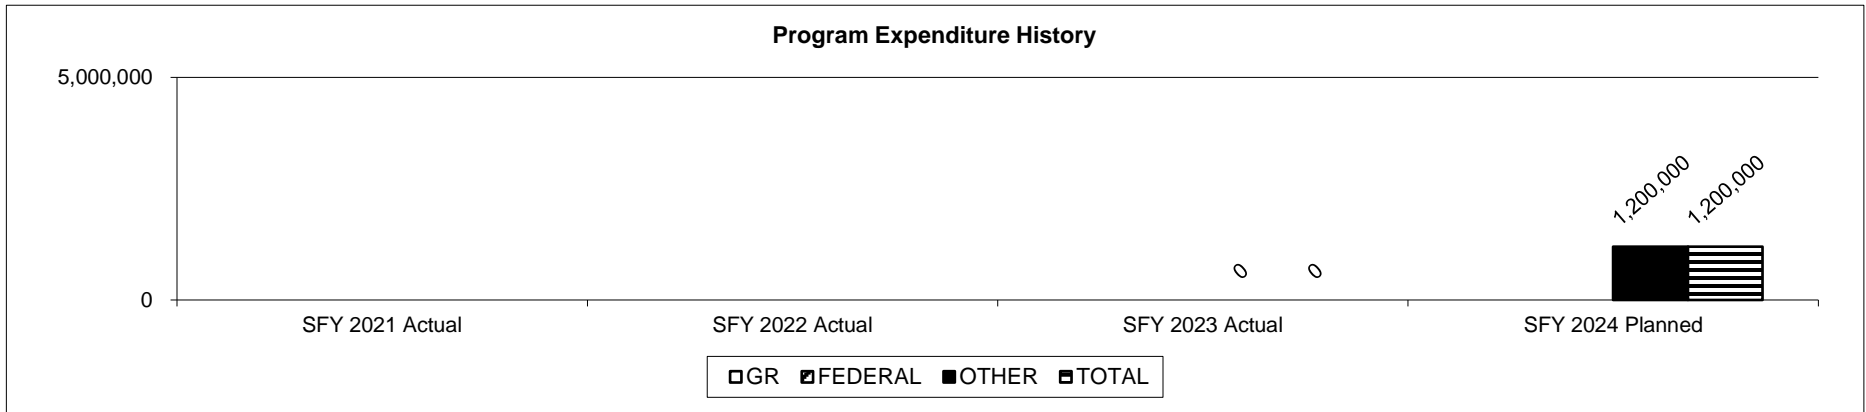 Program Expenditure History
5,000,000
1,200,000 1,200,000
0 0
0
SFY 2021 Actual SFY 2022 Actual SFY 2023 Actual SFY 2024 Planned
GR FEDERAL OTHER TOTAL